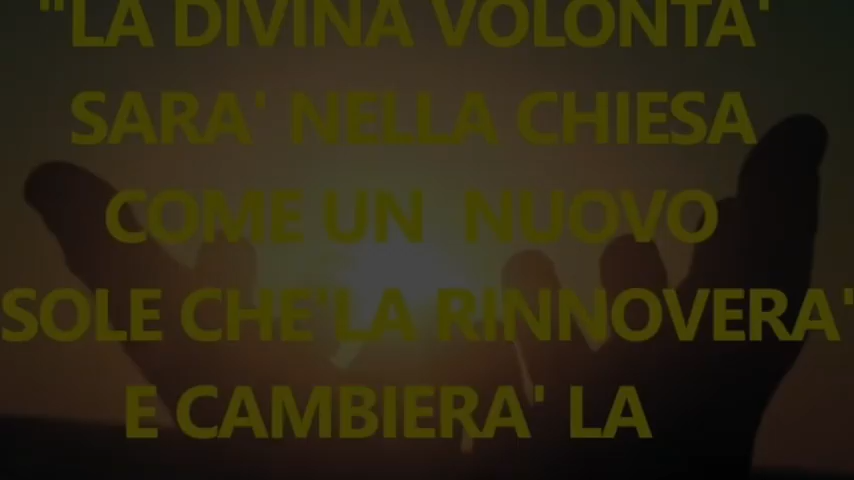 "LA DIVINA VOLONTA'
SARA' NELLA CHIESA
COME UN NUOVO
SOLE CHE'LA RINNOVERA'
E CAMBIERA' LA